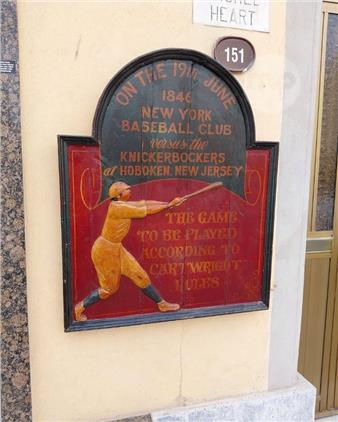 HEART
151
ON THE 19TH JUNE
1846
NEW YORK
BASEBALL CLUB
versus the
KNICKERBOCKERS
at HOBOKEN, NEW JERSEY
THE GAME
TO BE PLAYED
ACCORDING TO
CARTWRIGHT
RULES